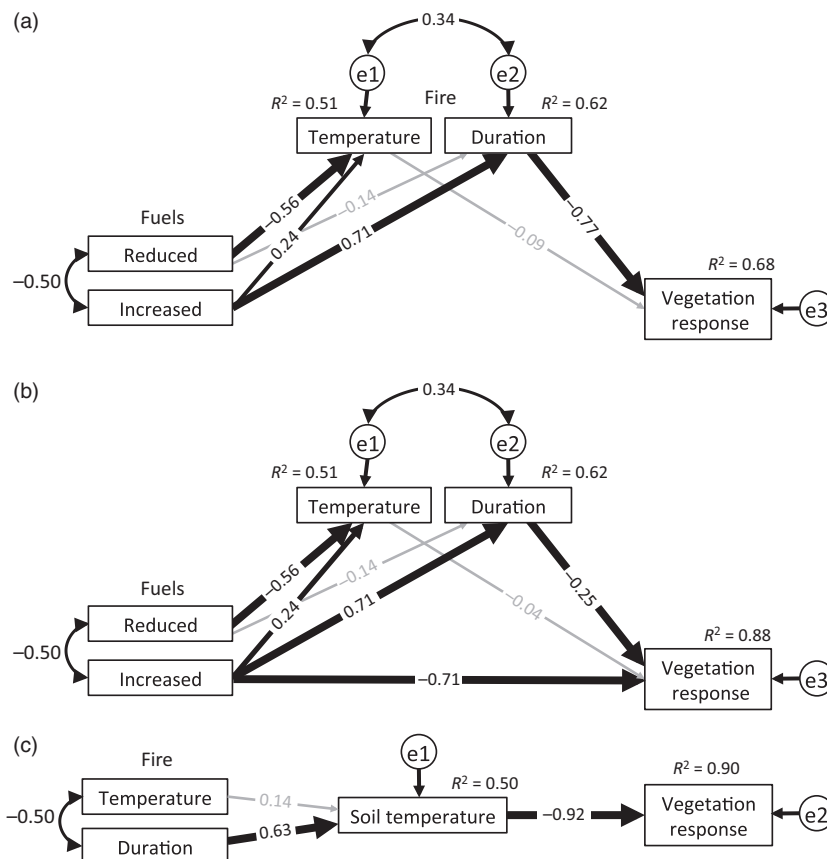 (a)
0.34
e1
e2
R² = 0.51
Fire
R² = 0.62
Temperature
Duration
Fuels
−0.56
−0.14
−0.77
Reduced
0.24
0.71
−0.09
−0.50
R² = 0.68
Increased
Vegetation
response
e3
(b)
0.34
e1
e2
R² = 0.51
R² = 0.62
Temperature
Duration
Fuels
−0.56
−0.14
−0.25
Reduced
0.24
0.71
−0.04
−0.50
R² = 0.88
Increased
−0.71
Vegetation
response
e3
(c)
Fire
e1
R² = 0.50
R² = 0.90
Temperature
0.14
−0.50
Soil temperature
−0.92
Vegetation
response
e2
Duration
0.63